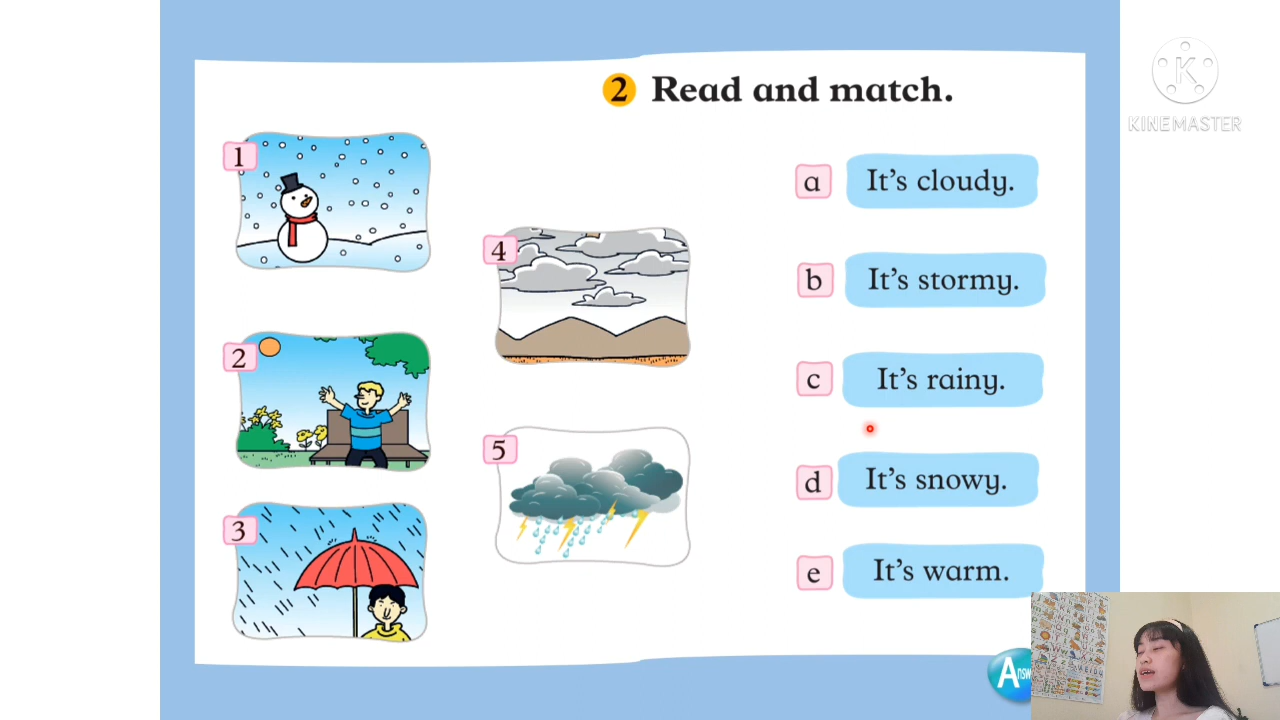 2 Read and match.
1
2
3
4
5
a It's cloudy.
b It's stormy.
c It's rainy.
d It's snowy.
e It's warm.
KINEMASTER